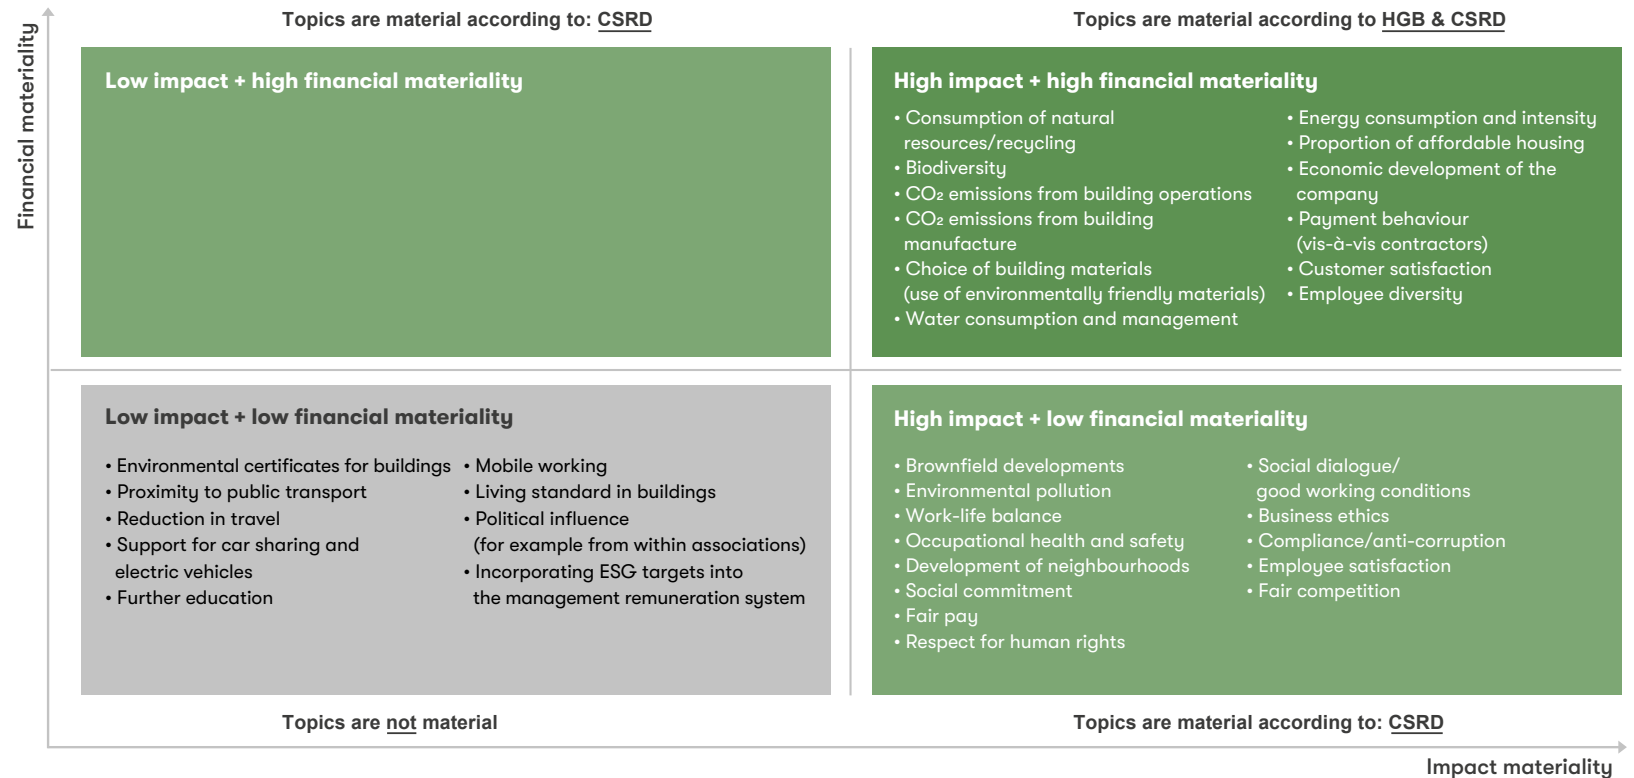 Financial materiality
Topics are material according to: CSRD
Topics are material according to HGB & CSRD
Low impact + high financial materiality
High impact + high financial materiality
• Consumption of natural
resources/recycling
• Biodiversity
• CO₂ emissions from building operations
• CO₂ emissions from building
manufacture
• Choice of building materials
(use of environmentally friendly materials)
• Water consumption and management
• Energy consumption and intensity
• Proportion of affordable housing
• Economic development of the
company
• Payment behaviour
(vis-à-vis contractors)
• Customer satisfaction
• Employee diversity
Low impact + low financial materiality
• Environmental certificates for buildings
• Proximity to public transport
• Reduction in travel
• Support for car sharing and
electric vehicles
• Further education
• Mobile working
• Living standard in buildings
• Political influence
(for example from within associations)
• Incorporating ESG targets into
the management remuneration system
High impact + low financial materiality
• Brownfield developments
• Environmental pollution
• Work-life balance
• Occupational health and safety
• Development of neighbourhoods
• Social commitment
• Fair pay
• Respect for human rights
• Social dialogue/
good working conditions
• Business ethics
• Compliance/anti-corruption
• Employee satisfaction
• Fair competition
Topics are not material
Topics are material according to: CSRD
Impact materiality